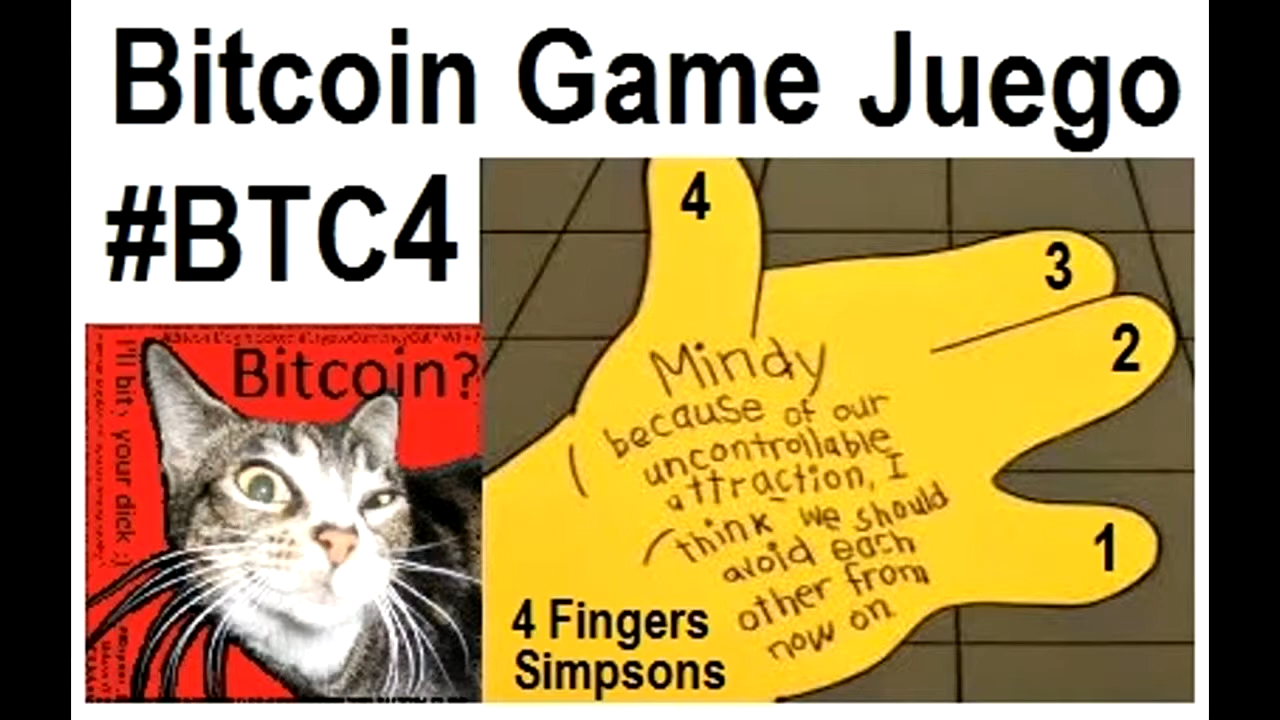 Bitcoin Game Juego
#BTC4
Bitcoin?
I'll bit, your dick :)
4
3
2
1
Mindy
because of our
uncontrollable
attraction, I
think we should
avoid each
other from
now on
4 Fingers
Simpsons